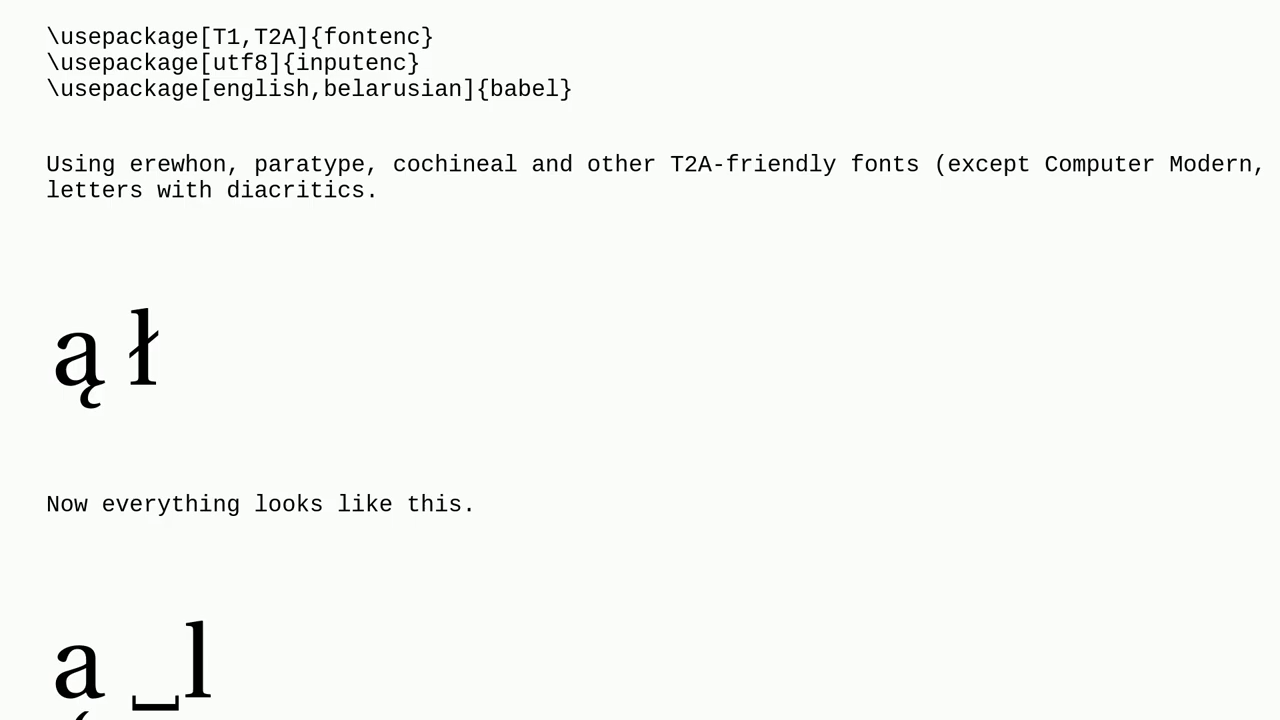 \usepackage[T1,T2A]{fontenc}
\usepackage[utf8]{inputenc}
\usepackage[english,belarusian]{babel}
Using erewhon, paratype, cochineal and other T2A-friendly fonts (except Computer Modern,
letters with diacritics.
ą ł
Now everything looks like this.
a ␣l